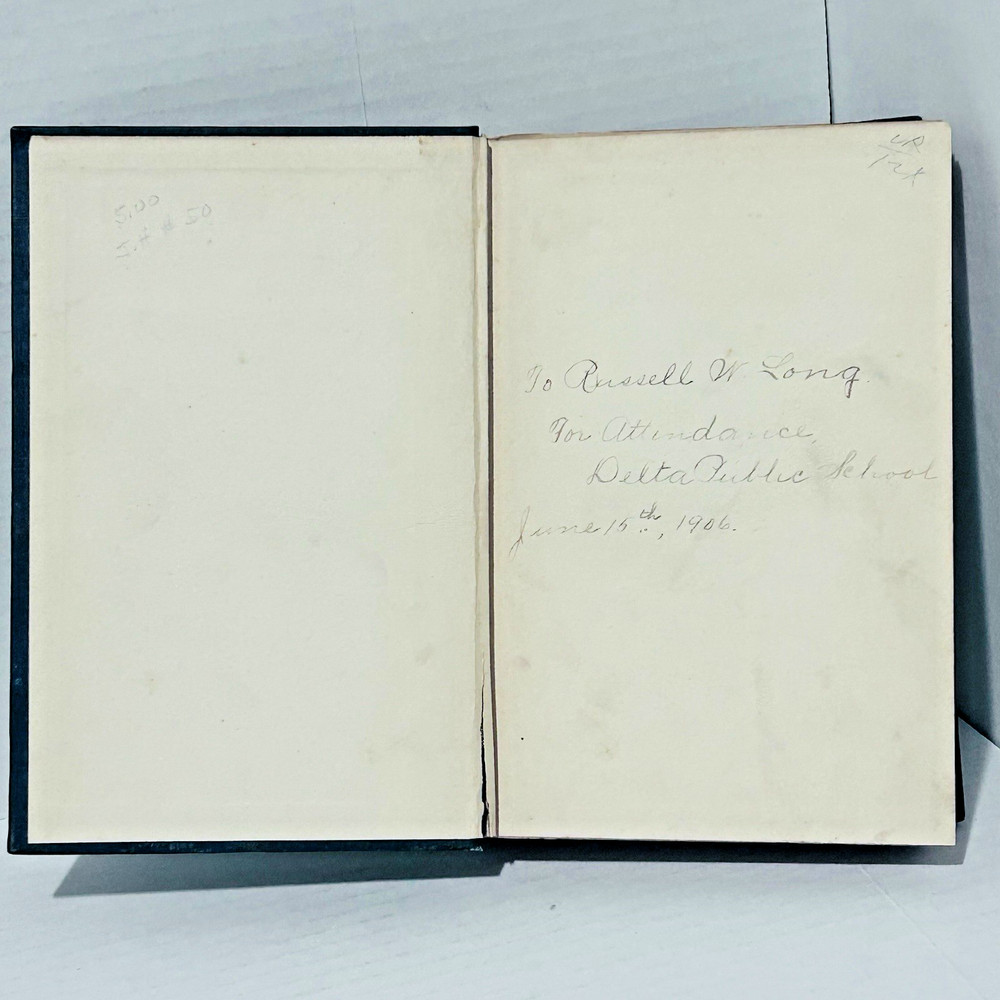 5.00
To Russell W. Long.
For Attendance,
Delta Public School
June 15th, 1906.